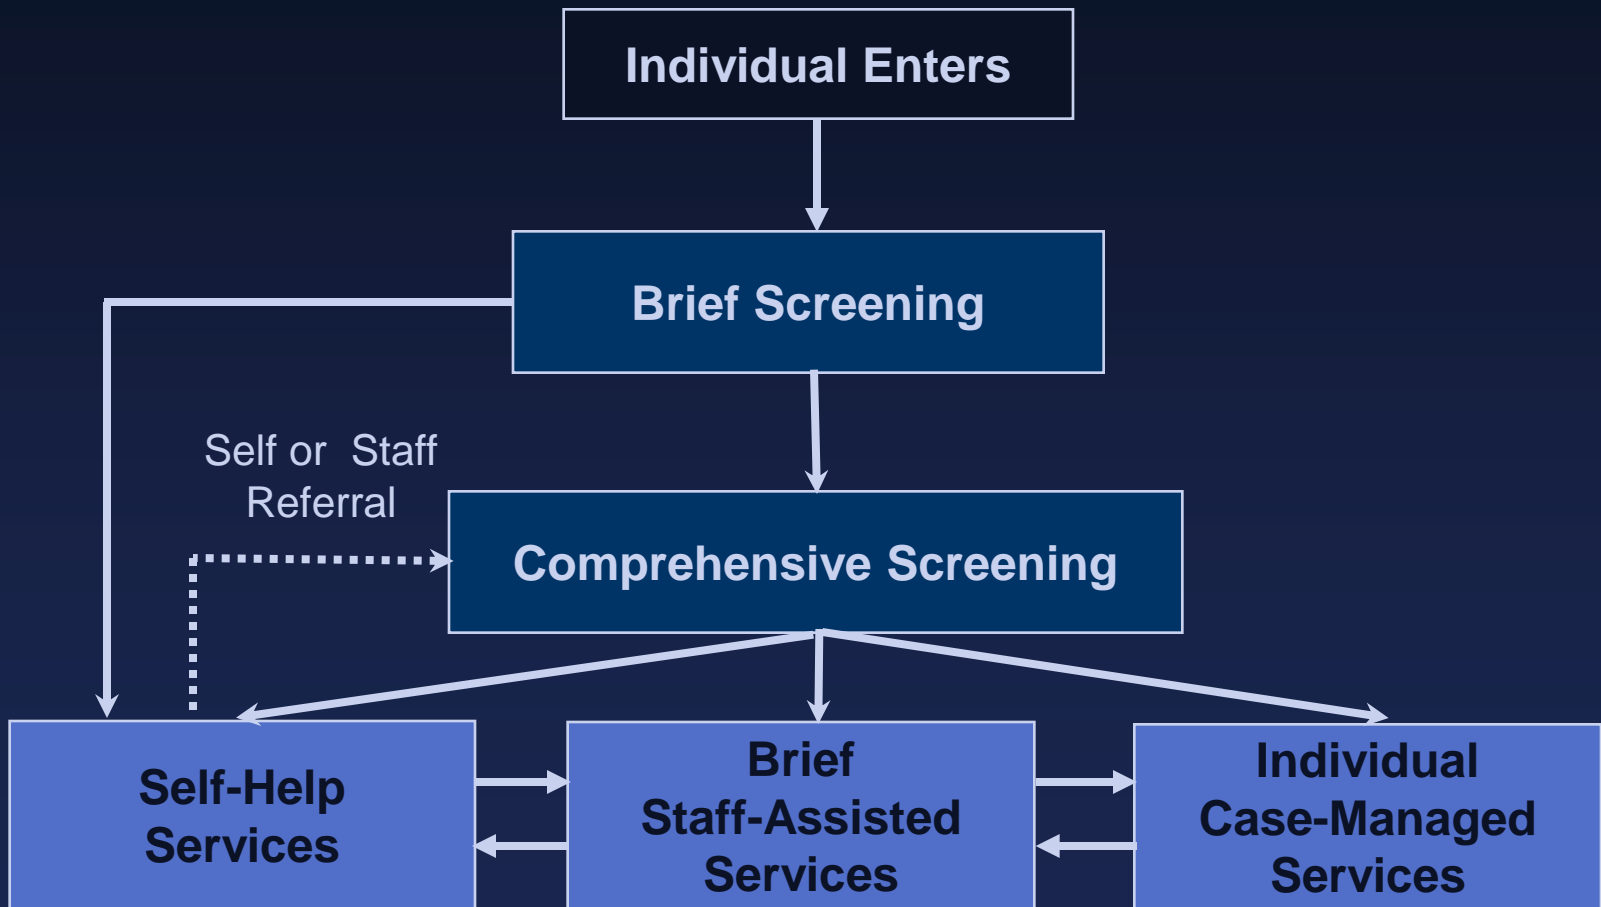 Individual Enters
Brief Screening
Self or Staff
Referral
Comprehensive Screening
Self-Help
Services
Brief
Staff-Assisted
Services
Individual
Case-Managed
Services